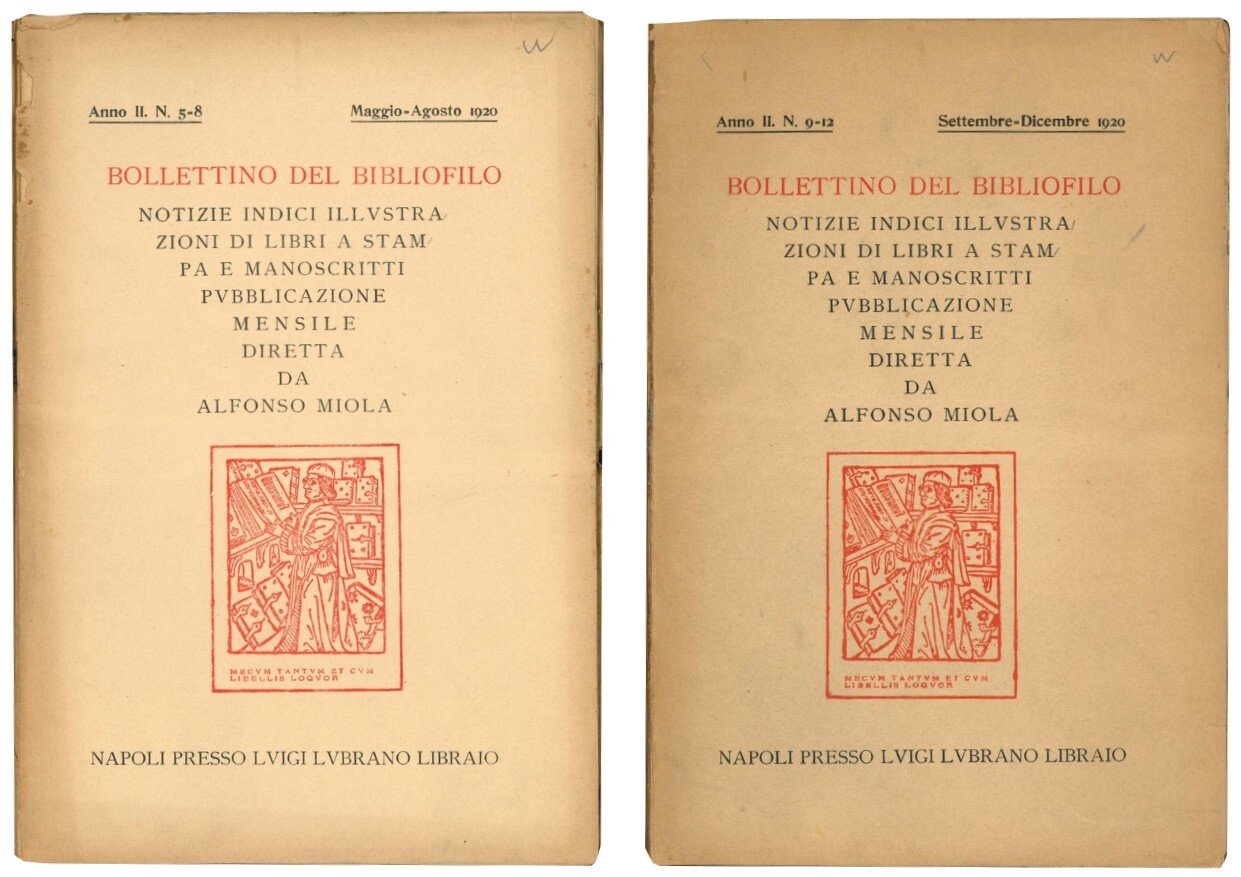 W
Anno II. N. 5-8 Maggio-Agosto 1920
BOLLETTINO DEL BIBLIOFILO
NOTIZIE INDICI ILLVSTRA/
ZIONI DI LIBRI A STAM/
PA E MANOSCRITTI
PVBBLICAZIONE
MENSILE
DIRETTA
DA
ALFONSO MIOLA
MECVM TANTVM ET CVM
LIBELLIS LOQVOR
NAPOLI PRESSO LVIGI LVBRANO LIBRAIO
W
Anno II. N. 9-12 Settembre-Dicembre 1920
BOLLETTINO DEL BIBLIOFILO
NOTIZIE INDICI ILLVSTRA/
ZIONI DI LIBRI A STAM/
PA E MANOSCRITTI
PVBBLICAZIONE
MENSILE
DIRETTA
DA
ALFONSO MIOLA
MECVM TANTVM ET CVM
LIBELLIS LOQVOR
NAPOLI PRESSO LVIGI LVBRANO LIBRAIO